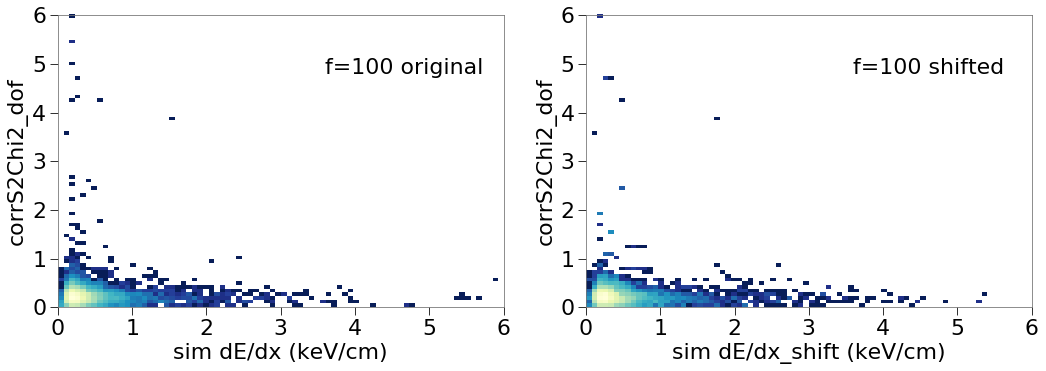 6
5
4
3
2
1
0
corrS2Chi2_dof
f=100 original
0 1 2 3 4 5 6
sim dE/dx (keV/cm)
6
5
4
3
2
1
0
corrS2Chi2_dof
f=100 shifted
0 1 2 3 4 5 6
sim dE/dx_shift (keV/cm)